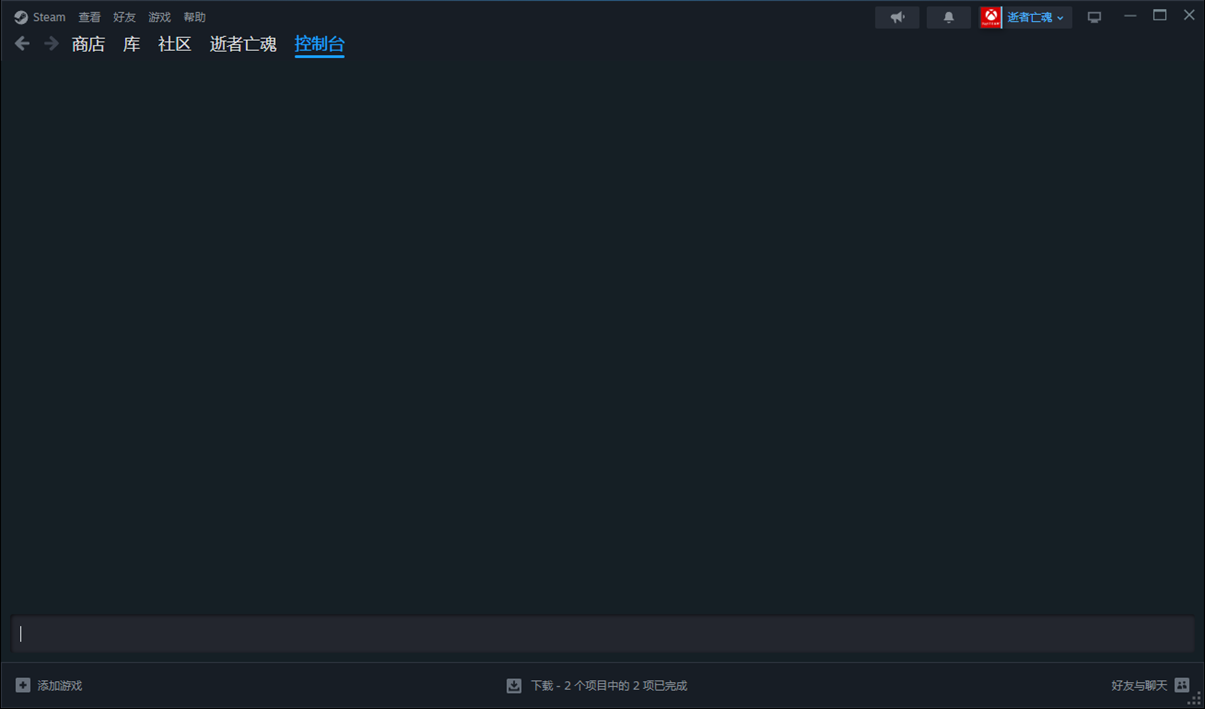 Steam 查看 好友 游戏 帮助 逝者亡魂
商店 库 社区 逝者亡魂 控制台
添加游戏 下载 - 2 个项目中的 2 项已完成 好友与聊天